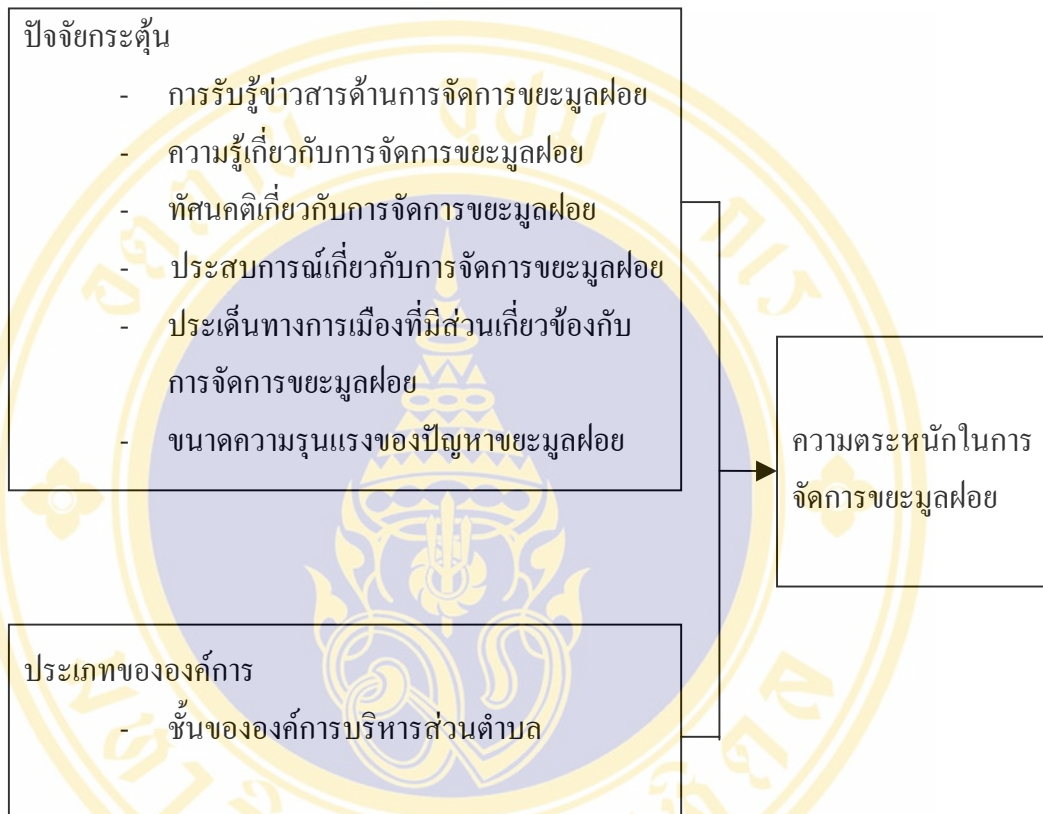 ปัจจัยกระตุ้น
- การรับรู้ข่าวสารด้านการจัดการขยะมูลฝอย
- ความรู้เกี่ยวกับการจัดการขยะมูลฝอย
- ทัศนคติเกี่ยวกับการจัดการขยะมูลฝอย
- ประสบการณ์เกี่ยวกับการจัดการขยะมูลฝอย
- ประเด็นทางการเมืองที่มีส่วนเกี่ยวข้องกับ
การจัดการขยะมูลฝอย
- ขนาดความรุนแรงของปัญหาขยะมูลฝอย
ความตระหนักในการ
จัดการขยะมูลฝอย
ประเภทขององค์การ
- ชั้นขององค์การบริหารส่วนตำบล